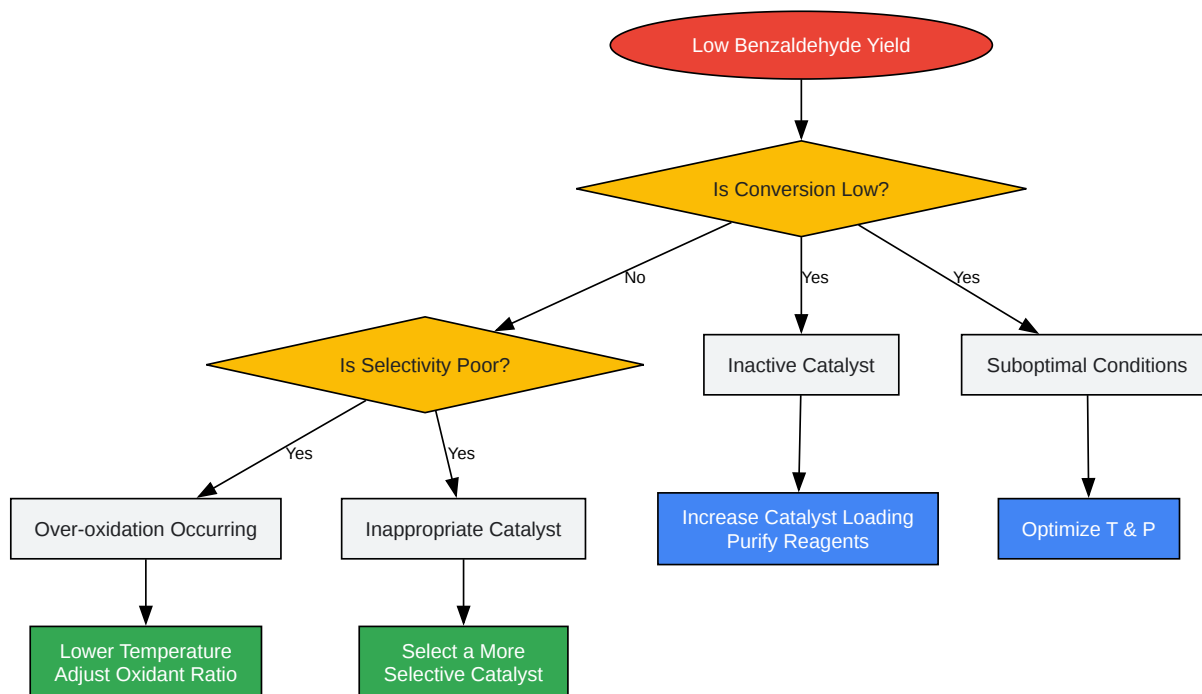 Low Benzaldehyde Yield
Is Conversion Low?
No
Yes
Yes
Is Selectivity Poor?
Inactive Catalyst
Suboptimal Conditions
Yes
Yes
Over-oxidation Occurring
Inappropriate Catalyst
Increase Catalyst Loading
Purify Reagents
Optimize T & P
Lower Temperature
Adjust Oxidant Ratio
Select a More
Selective Catalyst